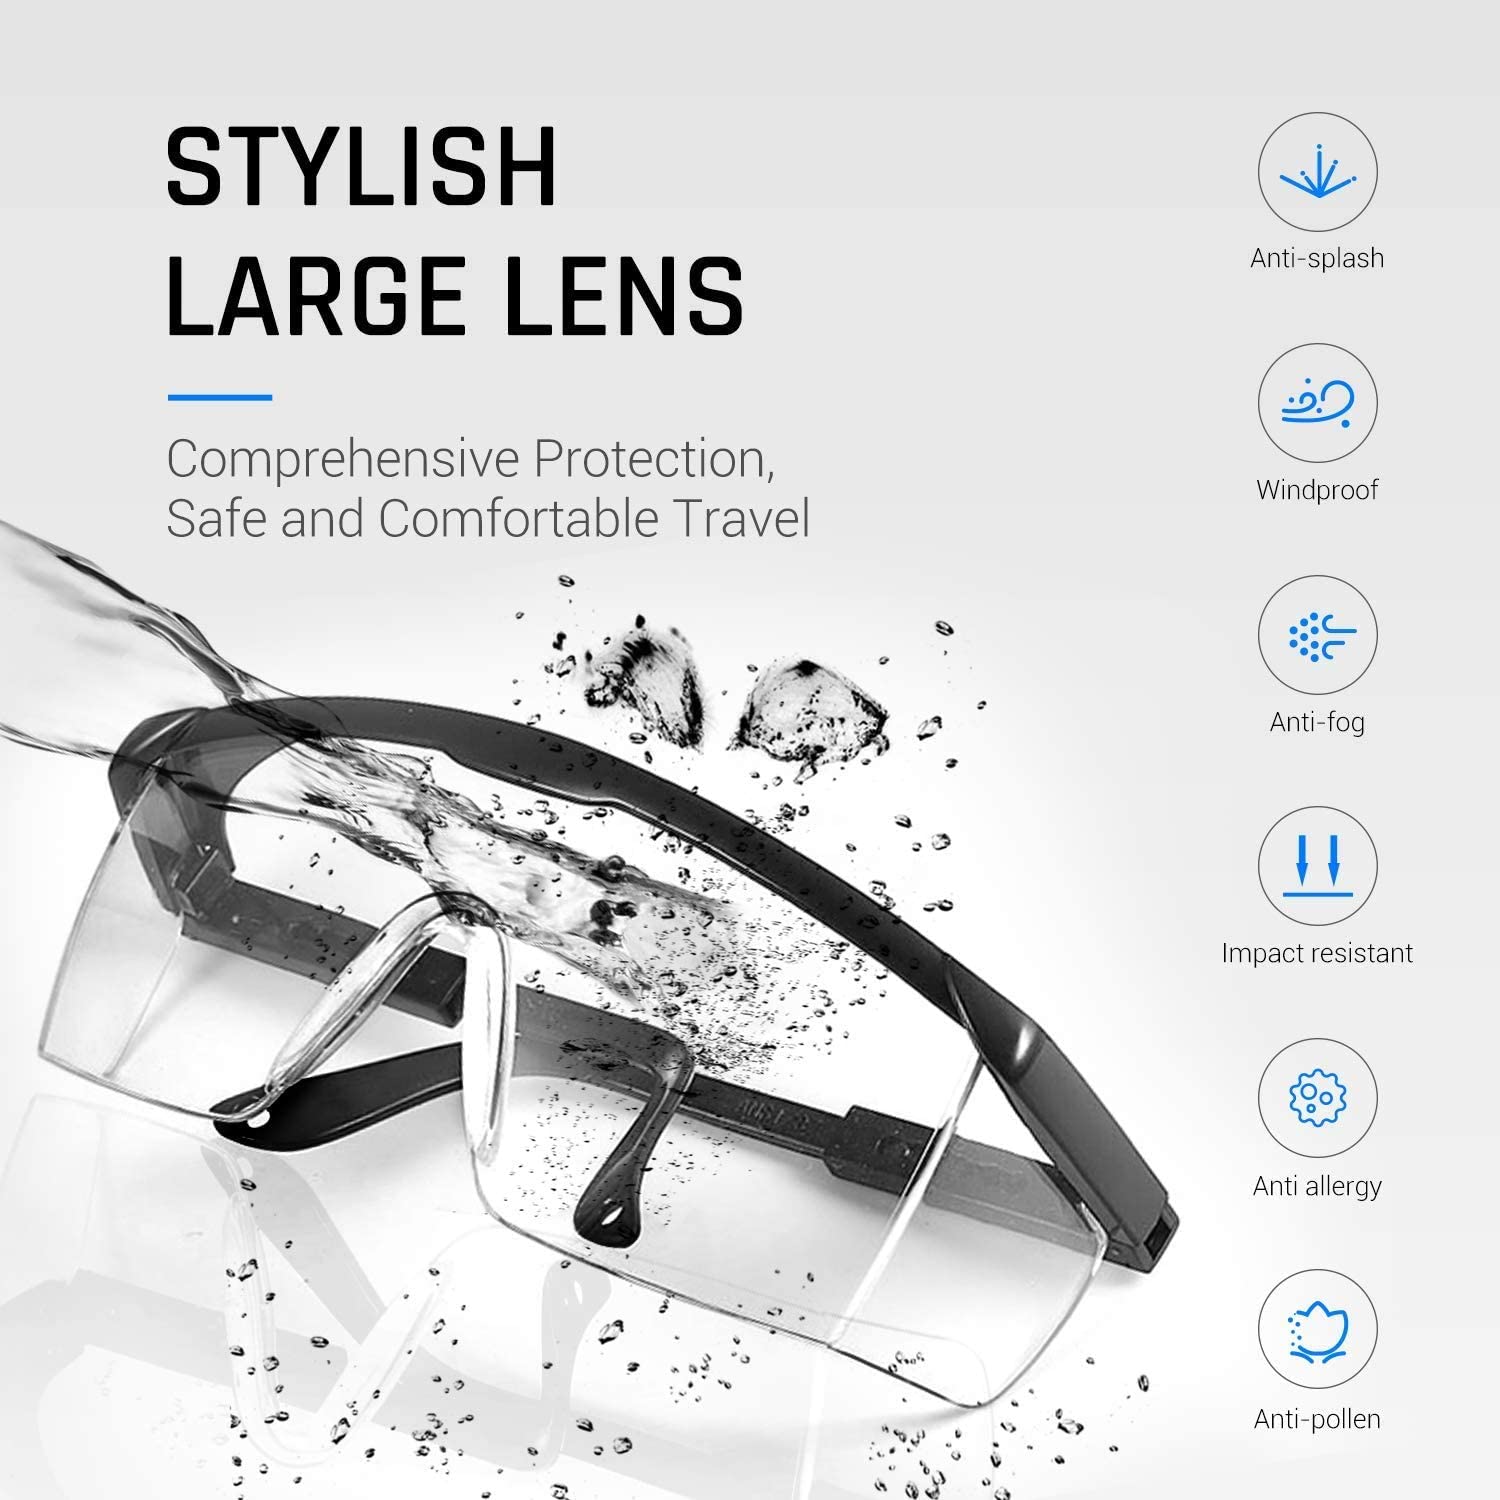 STYLISH
LARGE LENS
Comprehensive Protection,
Safe and Comfortable Travel
Anti-splash
Windproof
Anti-fog
Impact resistant
Anti allergy
Anti-pollen